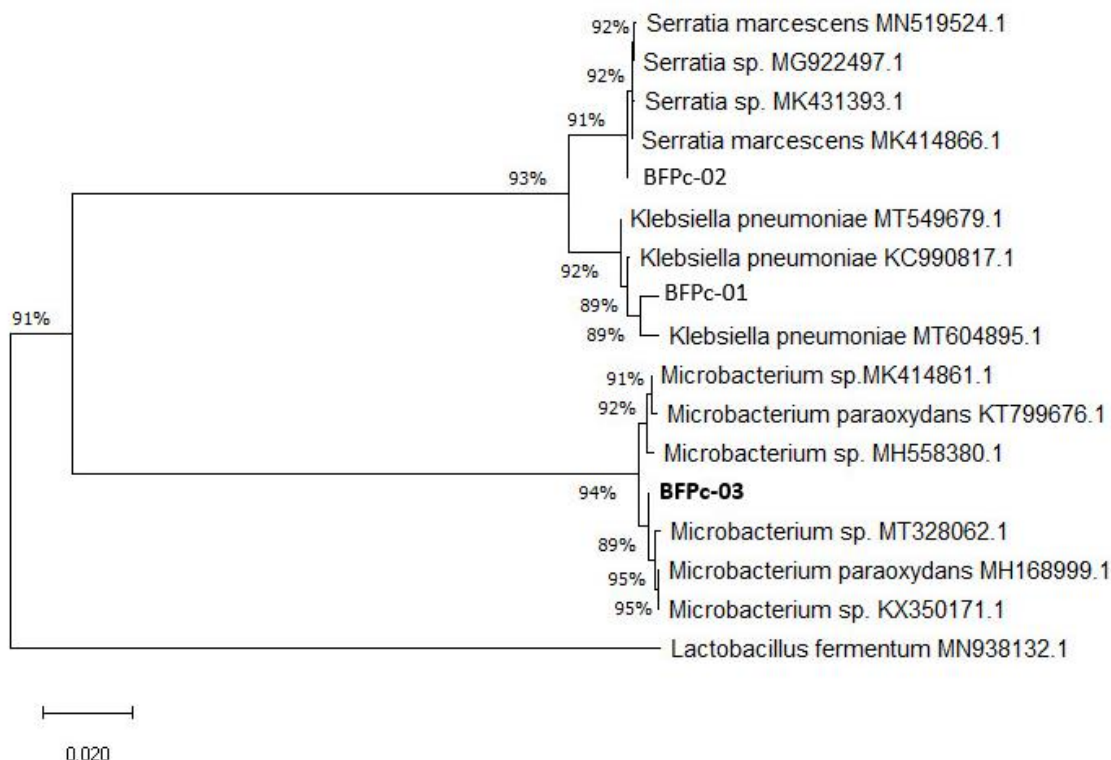 92% Serratia marcescens MN519524.1
Serratia sp. MG922497.1
92%
Serratia sp. MK431393.1
91%
Serratia marcescens MK414866.1
BFPc-02
93%
Klebsiella pneumoniae MT549679.1
Klebsiella pneumoniae KC990817.1
92%
BFPc-01
89%
91%
89% Klebsiella pneumoniae MT604895.1
91% Microbacterium sp.MK414861.1
92% Microbacterium paraoxydans KT799676.1
Microbacterium sp. MH558380.1
94% BFPc-03
Microbacterium sp. MT328062.1
89%
Microbacterium paraoxydans MH168999.1
95%
95% Microbacterium sp. KX350171.1
Lactobacillus fermentum MN938132.1
0.020